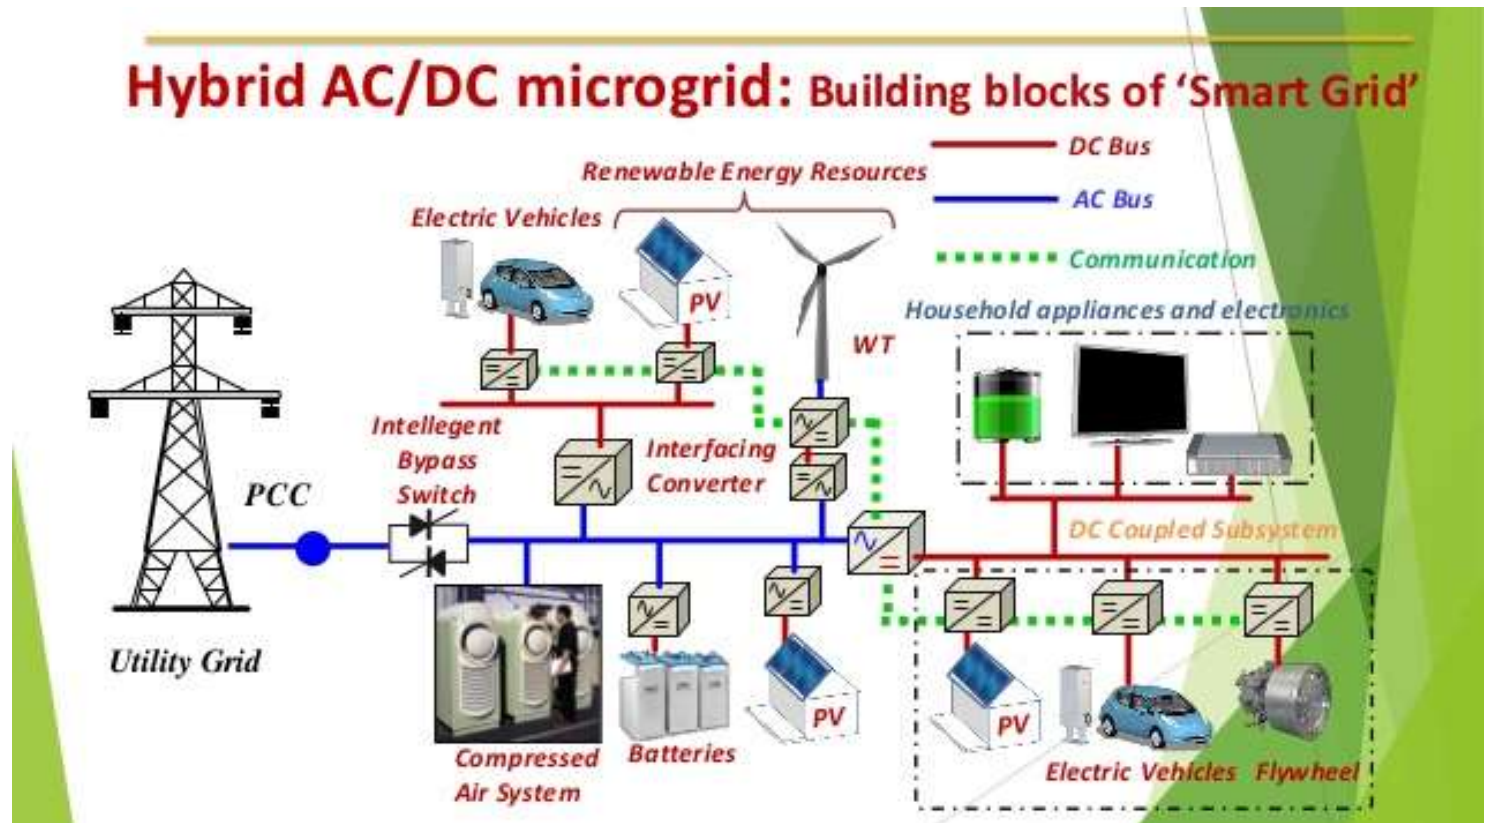 Hybrid AC/DC microgrid: Building blocks of ‘Smart Grid’
DC Bus
Renewable Energy Resources
AC Bus
Electric Vehicles
Communication
PV
Household appliances and electronics
WT
Intellegent
Bypass
Switch
Interfacing
Converter
PCC
DC Coupled Subsystem
Utility Grid
PV
PV
Compressed
Air System
Batteries
Electric Vehicles
Flywheel